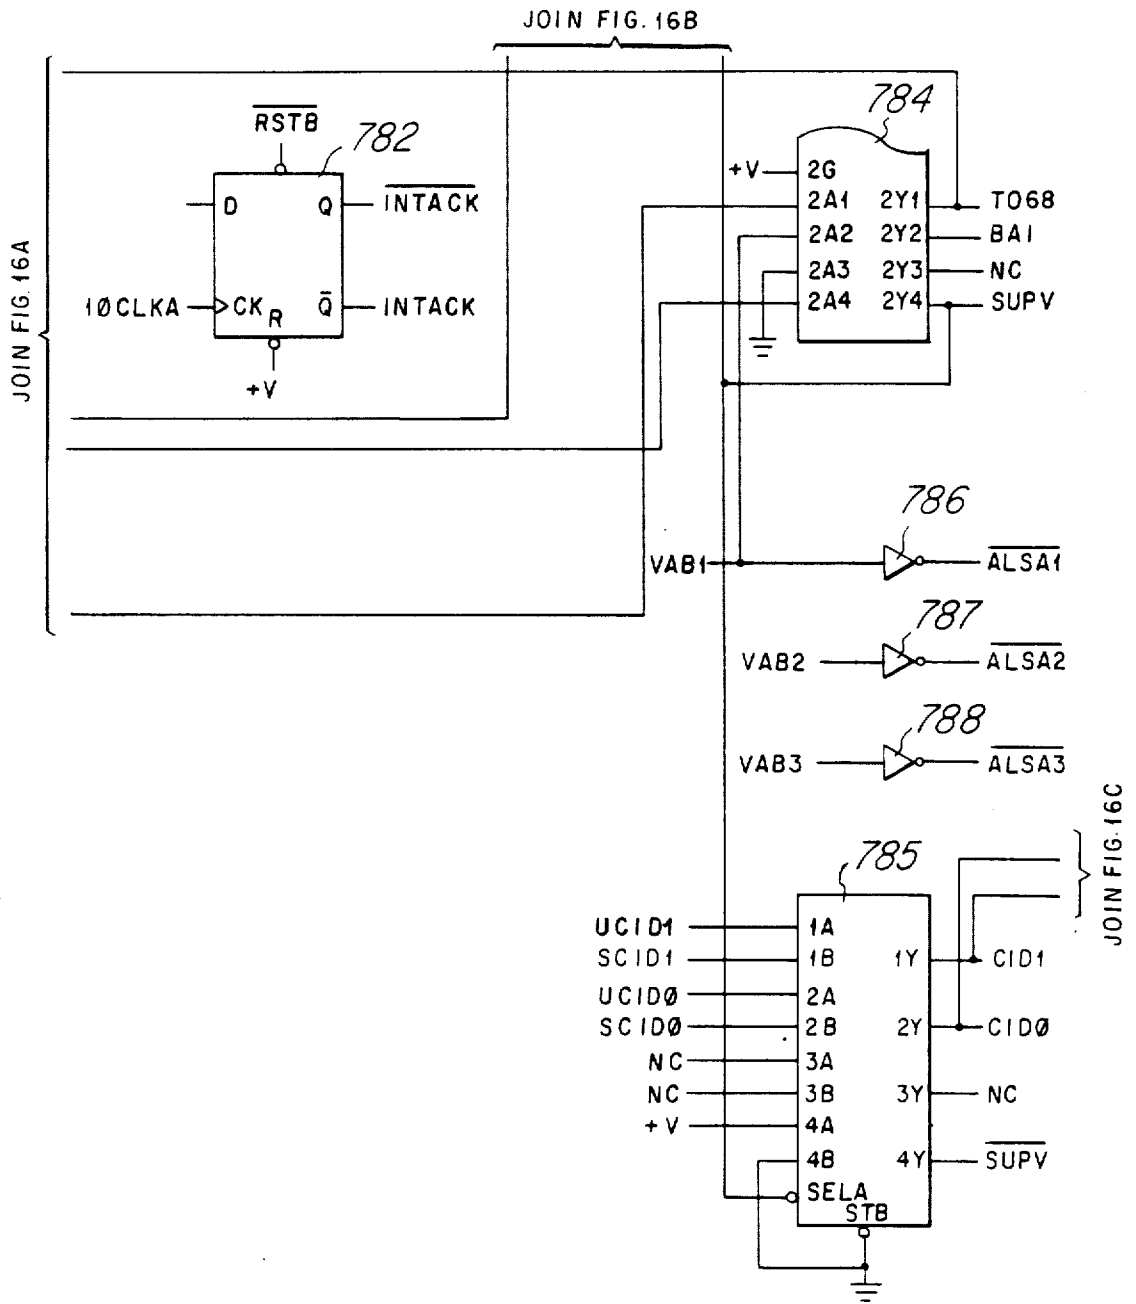 JOIN FIG. 16B
JOIN FIG. 16A
RSTB
782
D
Q
INTACK
10CLKA
CK
R
Q̄
INTACK
+V
784
+V
2G
2A1
2Y1
TO68
2A2
2Y2
BA1
2A3
2Y3
NC
2A4
2Y4
SUPV
786
VAB1
ALSA1
787
VAB2
ALSA2
788
VAB3
ALSA3
JOIN FIG. 16C
785
UCID1
1A
SCID1
1B
1Y
CID1
UCIDØ
2A
SCIDØ
2B
2Y
CIDØ
NC
3A
NC
3B
3Y
NC
+V
4A
4B
4Y
SUPV
SELA
STB